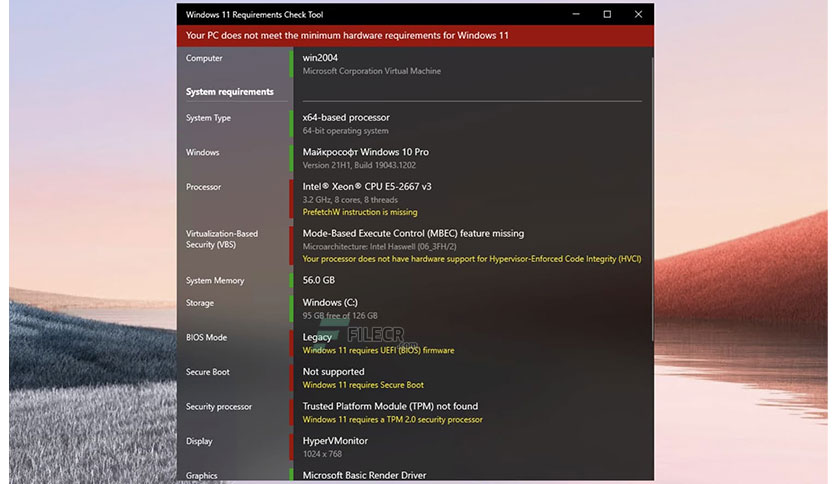 Windows 11 Requirements Check Tool
Your PC does not meet the minimum hardware requirements for Windows 11
Computer
win2004
Microsoft Corporation Virtual Machine
System requirements
System Type
x64-based processor
64-bit operating system
Windows
Майкрософт Windows 10 Pro
Version 21H1, Build 19043.1202
Processor
Intel® Xeon® CPU E5-2667 v3
3.2 GHz, 8 cores, 8 threads
PrefetchW instruction is missing
Virtualization-Based
Security (VBS)
Mode-Based Execute Control (MBEC) feature missing
Microarchitecture: Intel Haswell (06_3FH/2)
Your processor does not have hardware support for Hypervisor-Enforced Code Integrity (HVCI)
System Memory
56.0 GB
Storage
Windows (C:)
95 GB free of 126 GB
FILECR
.com
BIOS Mode
Legacy
Windows 11 requires UEFI (BIOS) firmware
Secure Boot
Not supported
Windows 11 requires Secure Boot
Security processor
Trusted Platform Module (TPM) not found
Windows 11 requires a TPM 2.0 security processor
Display
HyperVMonitor
1024 x 768
Graphics
Microsoft Basic Render Driver